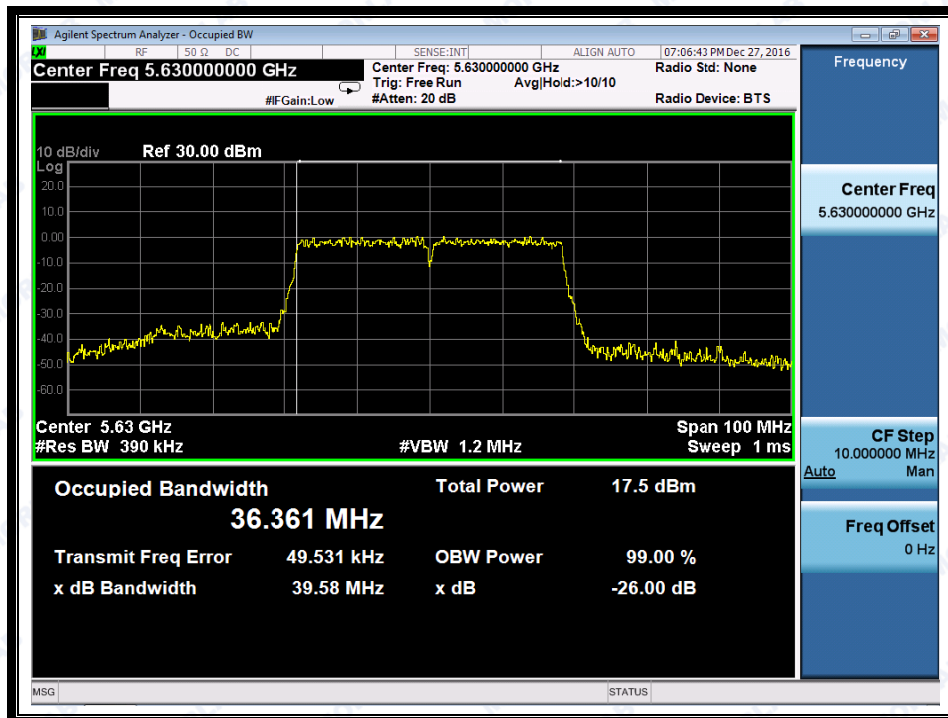 Agilent Spectrum Analyzer - Occupied BW
LXI RF 50 Ω DC SENSE:INT ALIGN AUTO 07:06:43 PM Dec 27, 2016
Center Freq 5.630000000 GHz
Center Freq: 5.630000000 GHz
Radio Std: None
Trig: Free Run Avg|Hold:>10/10
#IFGain:Low
#Atten: 20 dB
Radio Device: BTS
10 dB/div Ref 30.00 dBm
Log
20.0
10.0
0.00
-10.0
-20.0
-30.0
-40.0
-50.0
-60.0
Center 5.63 GHz Span 100 MHz
#Res BW 390 kHz #VBW 1.2 MHz Sweep 1 ms
Occupied Bandwidth Total Power 17.5 dBm
36.361 MHz
Transmit Freq Error 49.531 kHz OBW Power 99.00 %
x dB Bandwidth 39.58 MHz x dB -26.00 dB
MSG STATUS
Frequency
Center Freq
5.630000000 GHz
CF Step
10.000000 MHz
Auto Man
Freq Offset
0 Hz